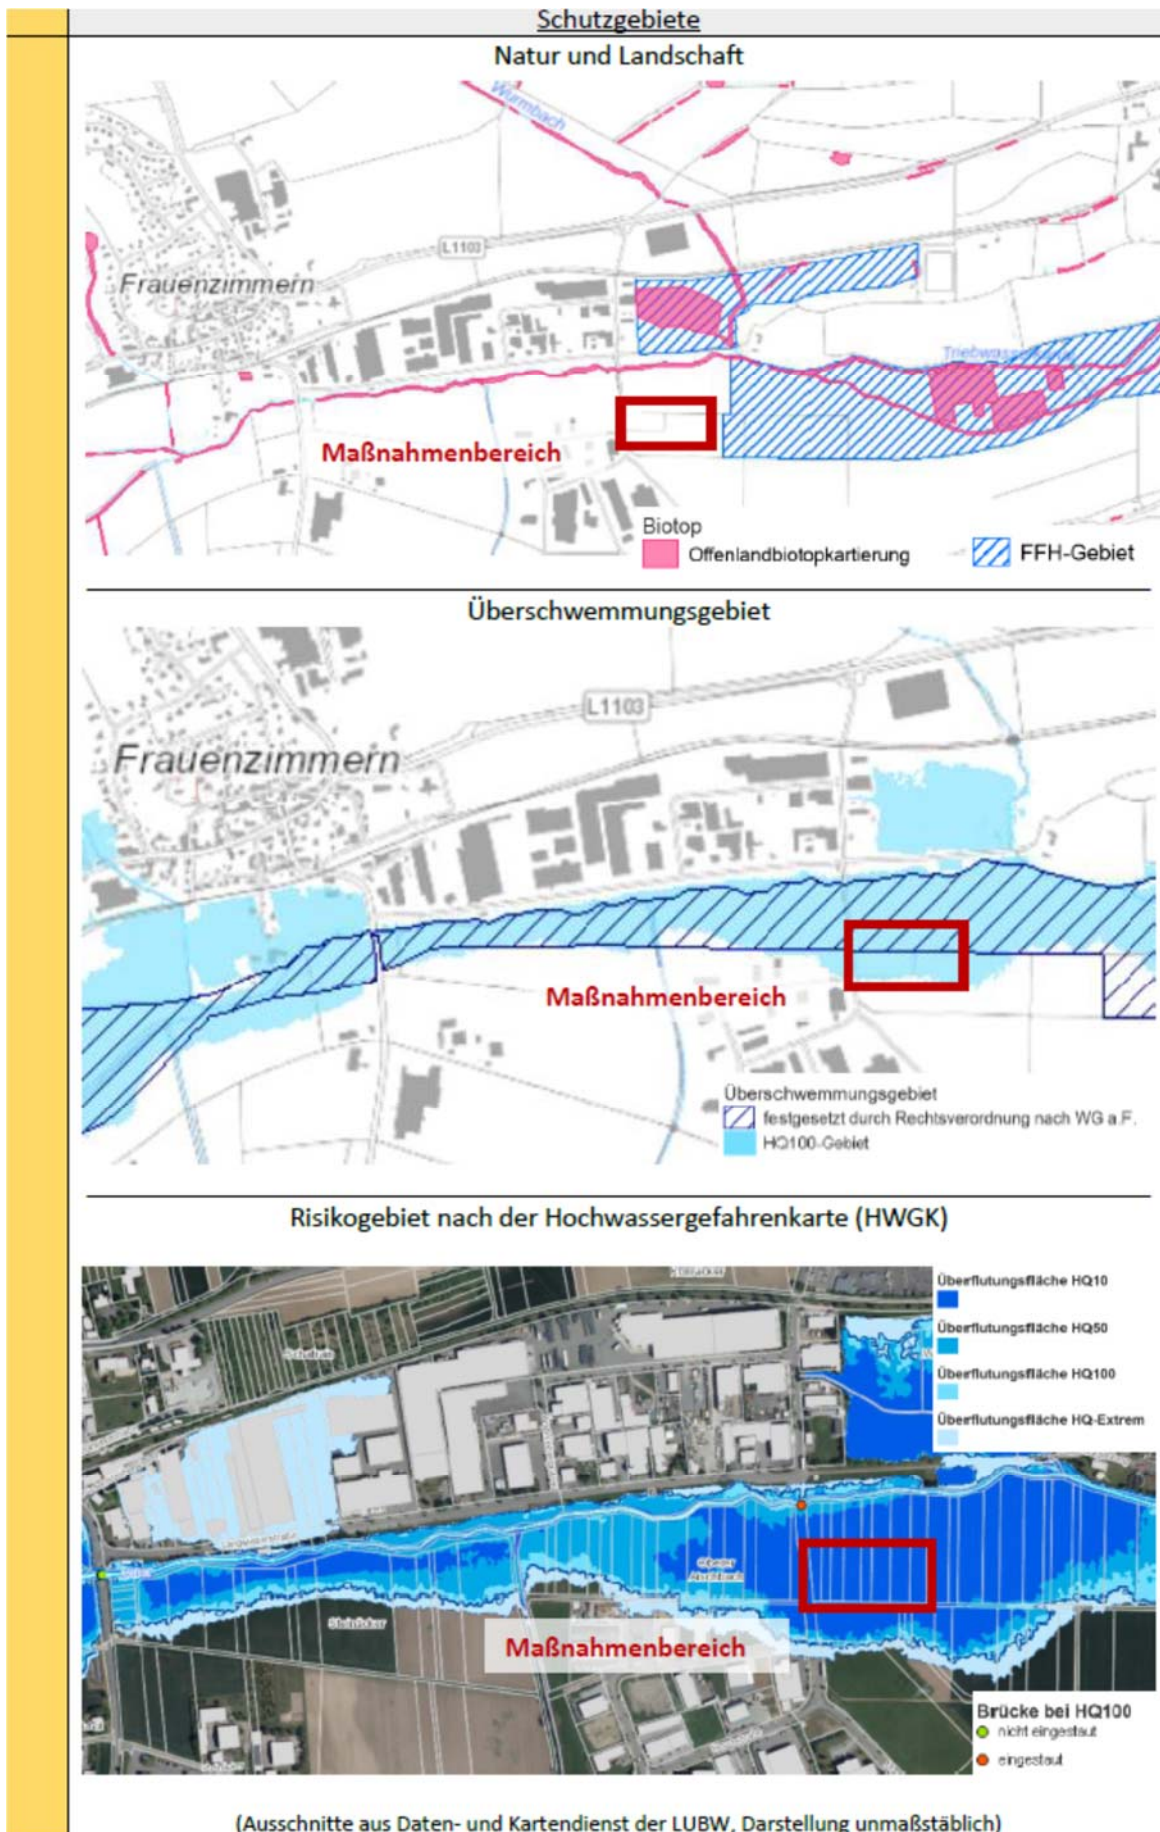 Schutzgebiete
Natur und Landschaft
Wurmbach
L1103
Frauenzimmern
Maßnahmenbereich
Biotop
Offenlandbiotopkartierung
FFH-Gebiet
Überschwemmungsgebiet
L1103
Frauenzimmern
Maßnahmenbereich
Überschwemmungsgebiet
festgesetzt durch Rechtsverordnung nach WG a.F.
HQ100-Gebiet
Risikogebiet nach der Hochwassergefahrenkarte (HWGK)
Überflutungsfläche HQ10
Überflutungsfläche HQ50
Überflutungsfläche HQ100
Überflutungsfläche HQ-Extrem
Maßnahmenbereich
Brücke bei HQ100
nicht eingestaut
eingestaut
(Ausschnitte aus Daten- und Kartendienst der LUBW, Darstellung unmaßstäblich)